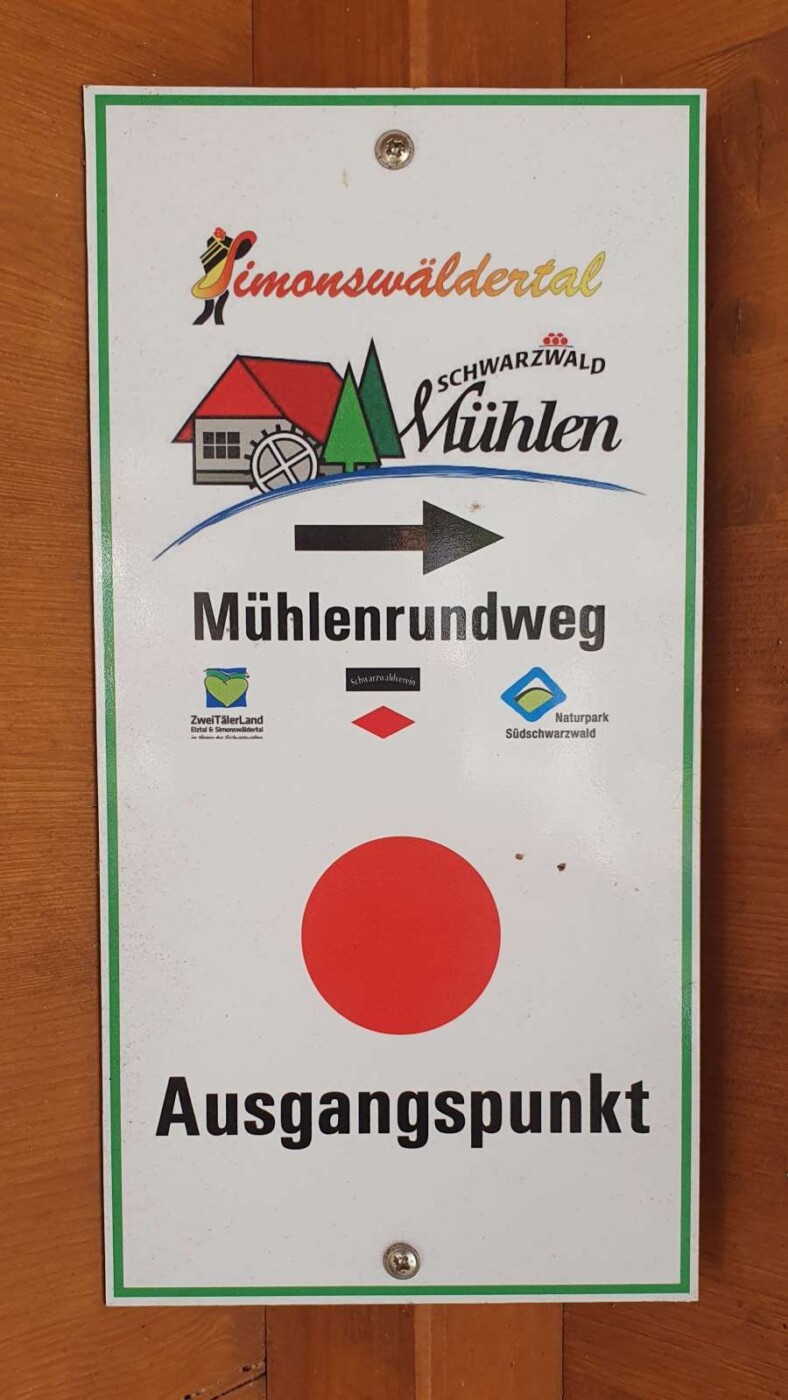 Simonswäldertal
SCHWARZWALD
Mühlen
Mühlenrundweg
ZweiTälerLand
Elztal & Simonswäldertal
Schwarzwaldverein
Naturpark
Südschwarzwald
Ausgangspunkt